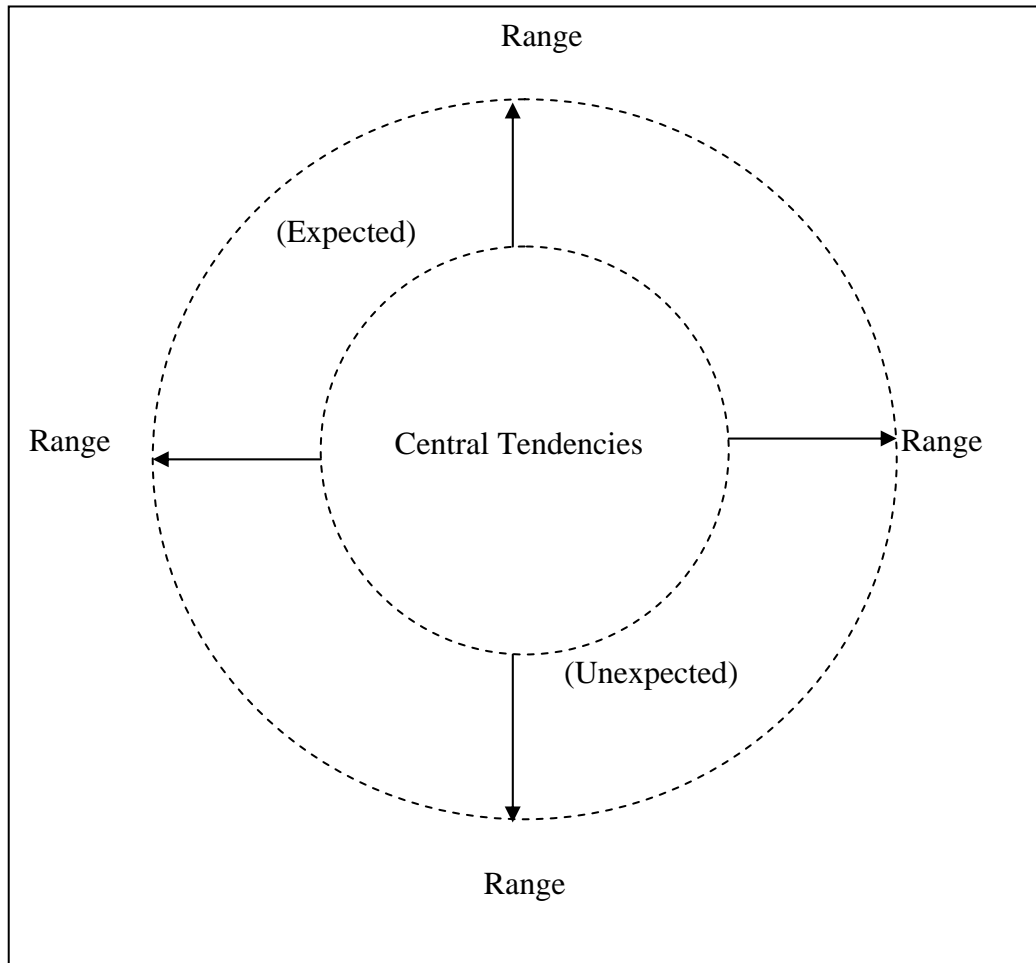 Range
(Expected)
Range
Central Tendencies
Range
(Unexpected)
Range